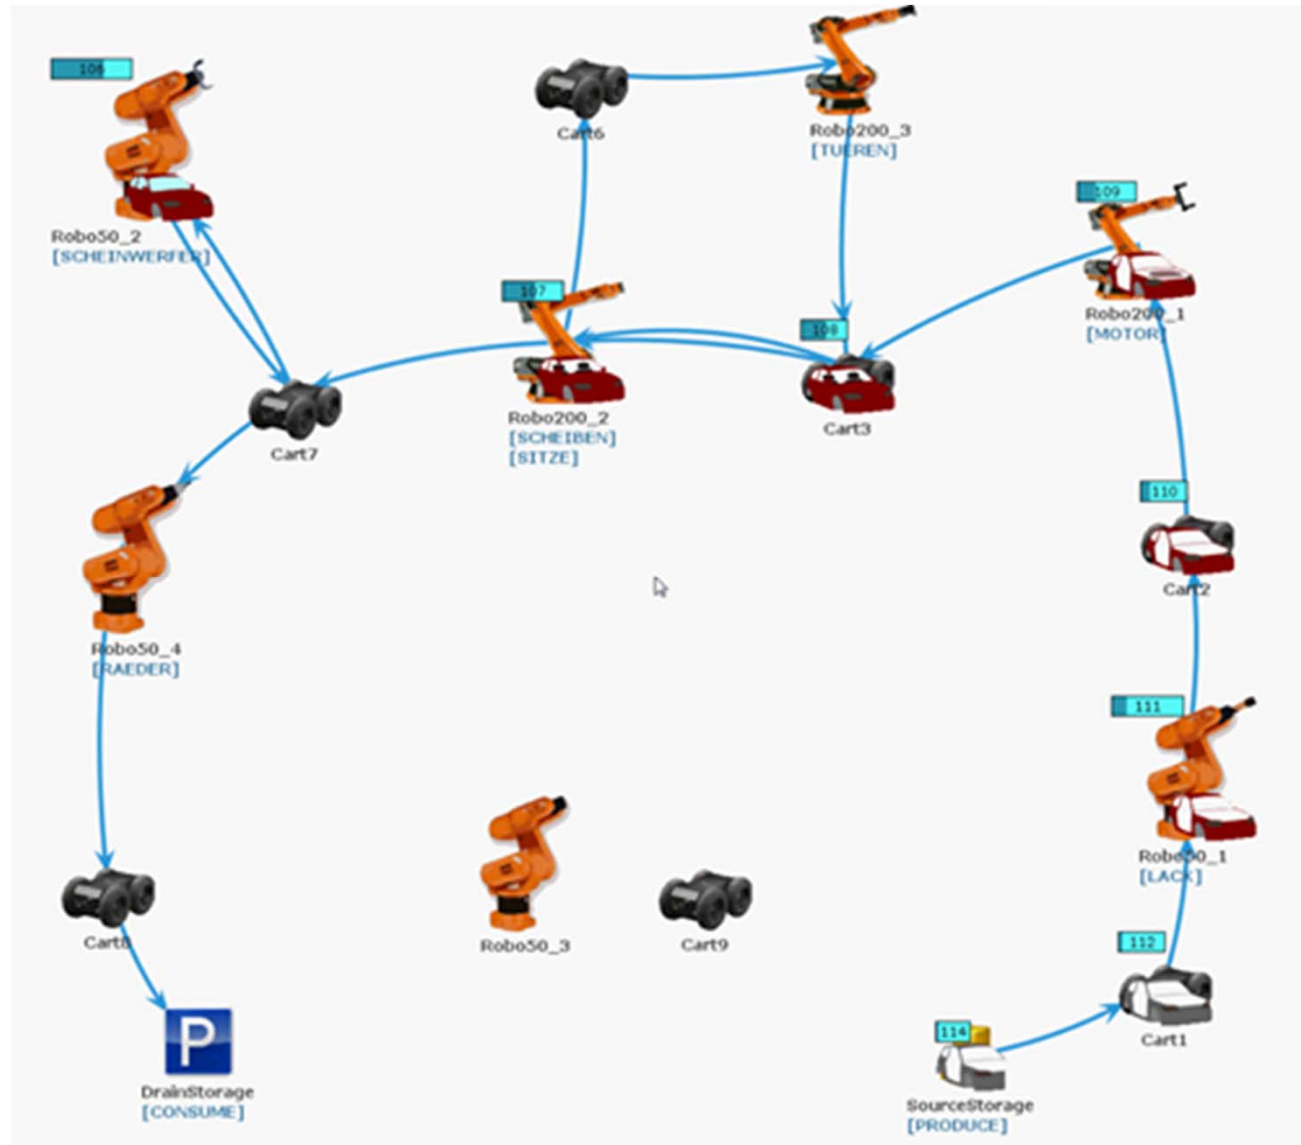 106
Robo50_2
[SCHEINWERFER]
Cart6
Robo200_3
[TUEREN]
109
Robo200_1
[MOTOR]
107
Robo200_2
[SCHEIBEN]
[SITZE]
108
Cart3
Cart7
110
Cart2
Robo50_4
[RAEDER]
111
Robo50_1
[LACK]
Robo50_3
Cart9
Cart8
112
Cart1
P
DrainStorage
[CONSUME]
114
SourceStorage
[PRODUCE]